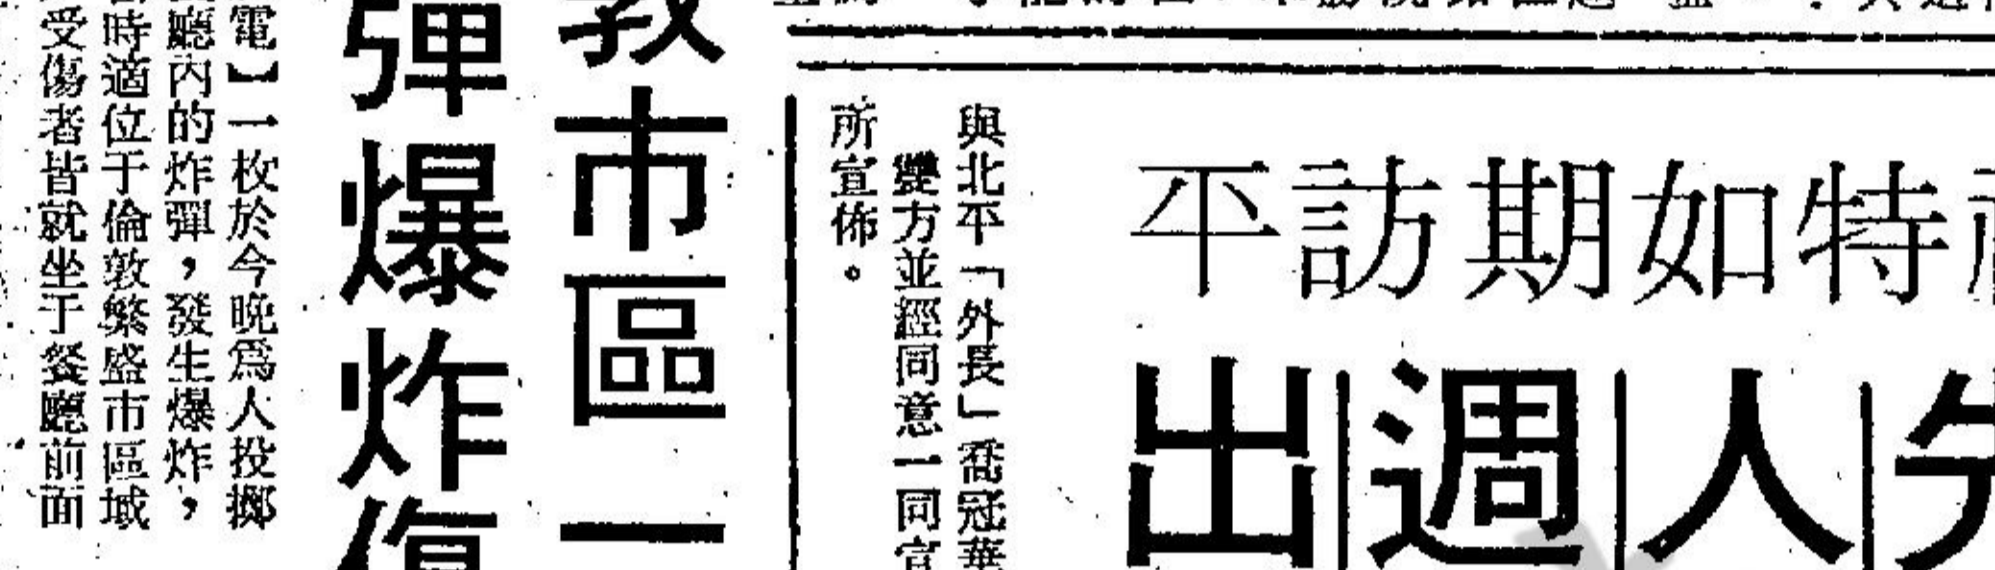 特如期訪平
人週出
與北平「外長」喬冠華
雙方並經同意一同宣
所宣佈。
敦市區一
彈爆炸傷
電】一枚於今晚爲人投擲
廳內的炸彈，發生爆炸，
時適位于倫敦繁盛市區域
受傷者皆就坐于餐廳前面